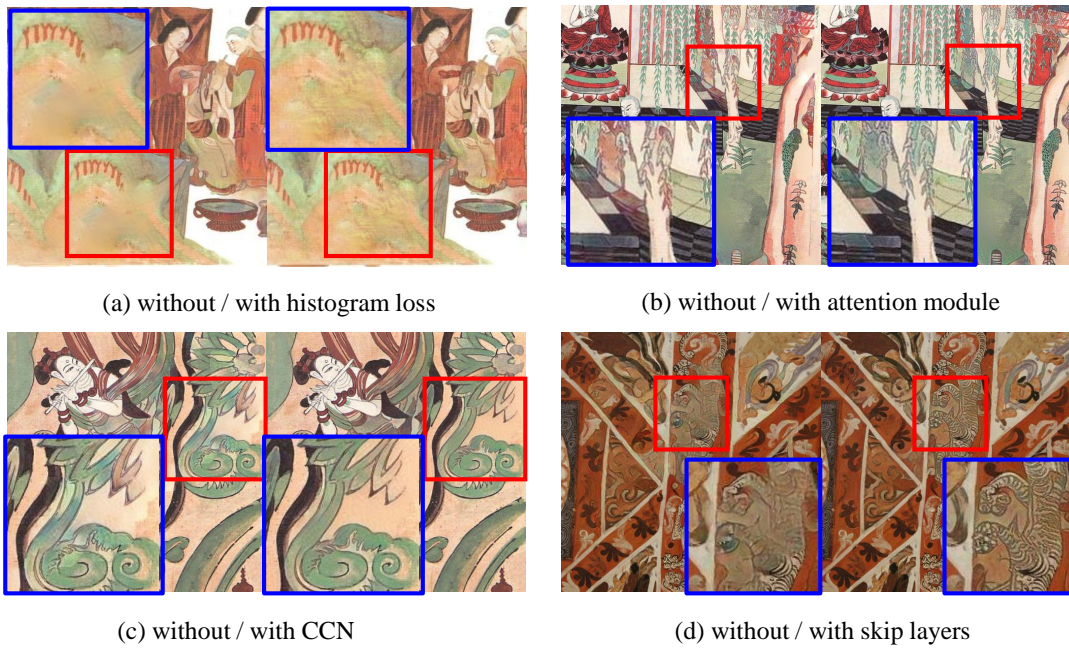 (a) without / with histogram loss
(b) without / with attention module
(c) without / with CCN
(d) without / with skip layers